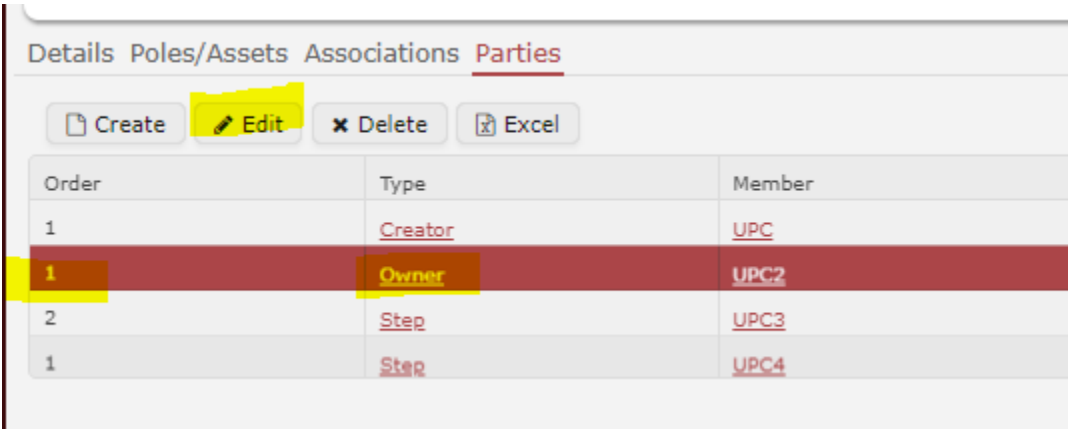 Details Poles/Assets Associations Parties
Create Edit Delete Excel
Order Type Member
1 Creator UPC
1 Owner UPC2
2 Step UPC3
1 Step UPC4